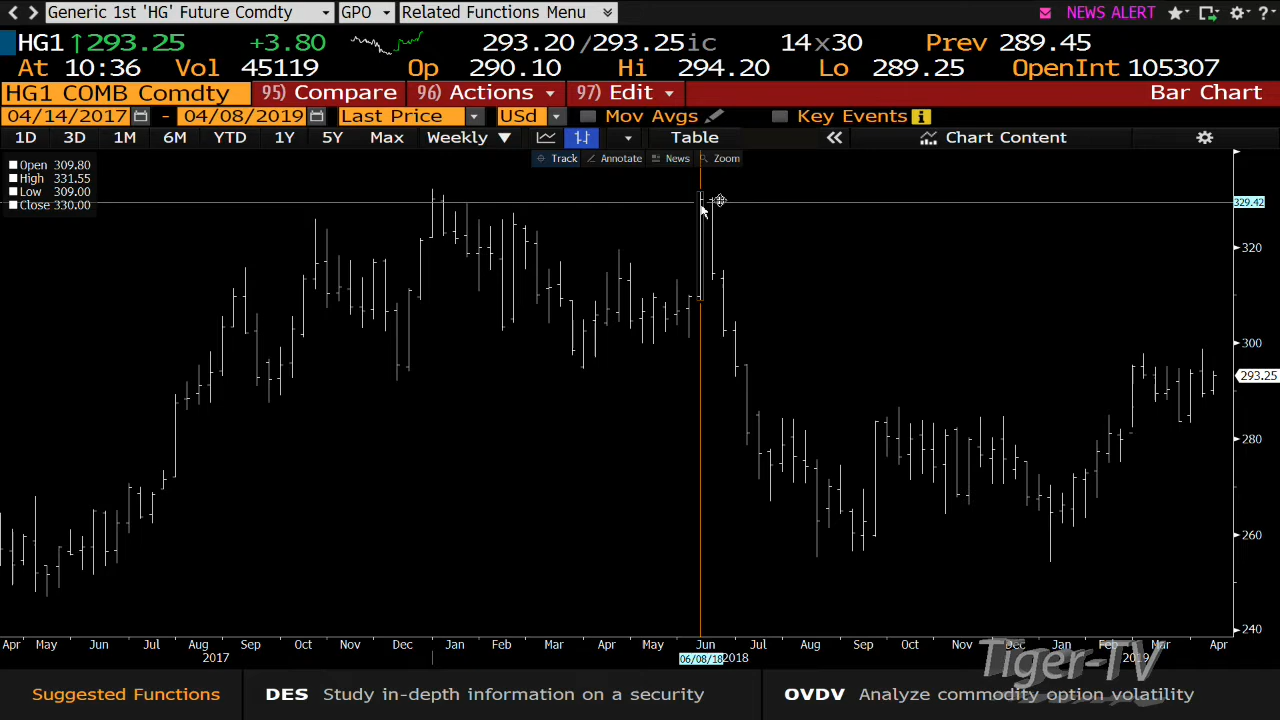 Generic 1st 'HG' Future Comdty GPO Related Functions Menu NEWS ALERT
HG1 ↑293.25 +3.80 293.20/293.25ic 14x30 Prev 289.45
At 10:36 Vol 45119 Op 290.10 Hi 294.20 Lo 289.25 OpenInt 105307
HG1 COMB Comdty 95) Compare 96) Actions 97) Edit Bar Chart
04/14/2017 - 04/08/2019 Last Price USd Mov Avgs Key Events
1D 3D 1M 6M YTD 1Y 5Y Max Weekly ▼ Table « Chart Content
Track Annotate News Zoom
Open 309.80
High 331.55
Low 309.00
Close 330.00
329.42
320
300
293.25
280
260
240
Apr May Jun Jul Aug Sep Oct Nov Dec Jan Feb Mar Apr May Jun Jul Aug Sep Oct Nov Dec Jan Feb Mar Apr
2017 06/08/18 2018 2019
Tiger-TV
Suggested Functions DES Study in-depth information on a security OVDV Analyze commodity option volatility